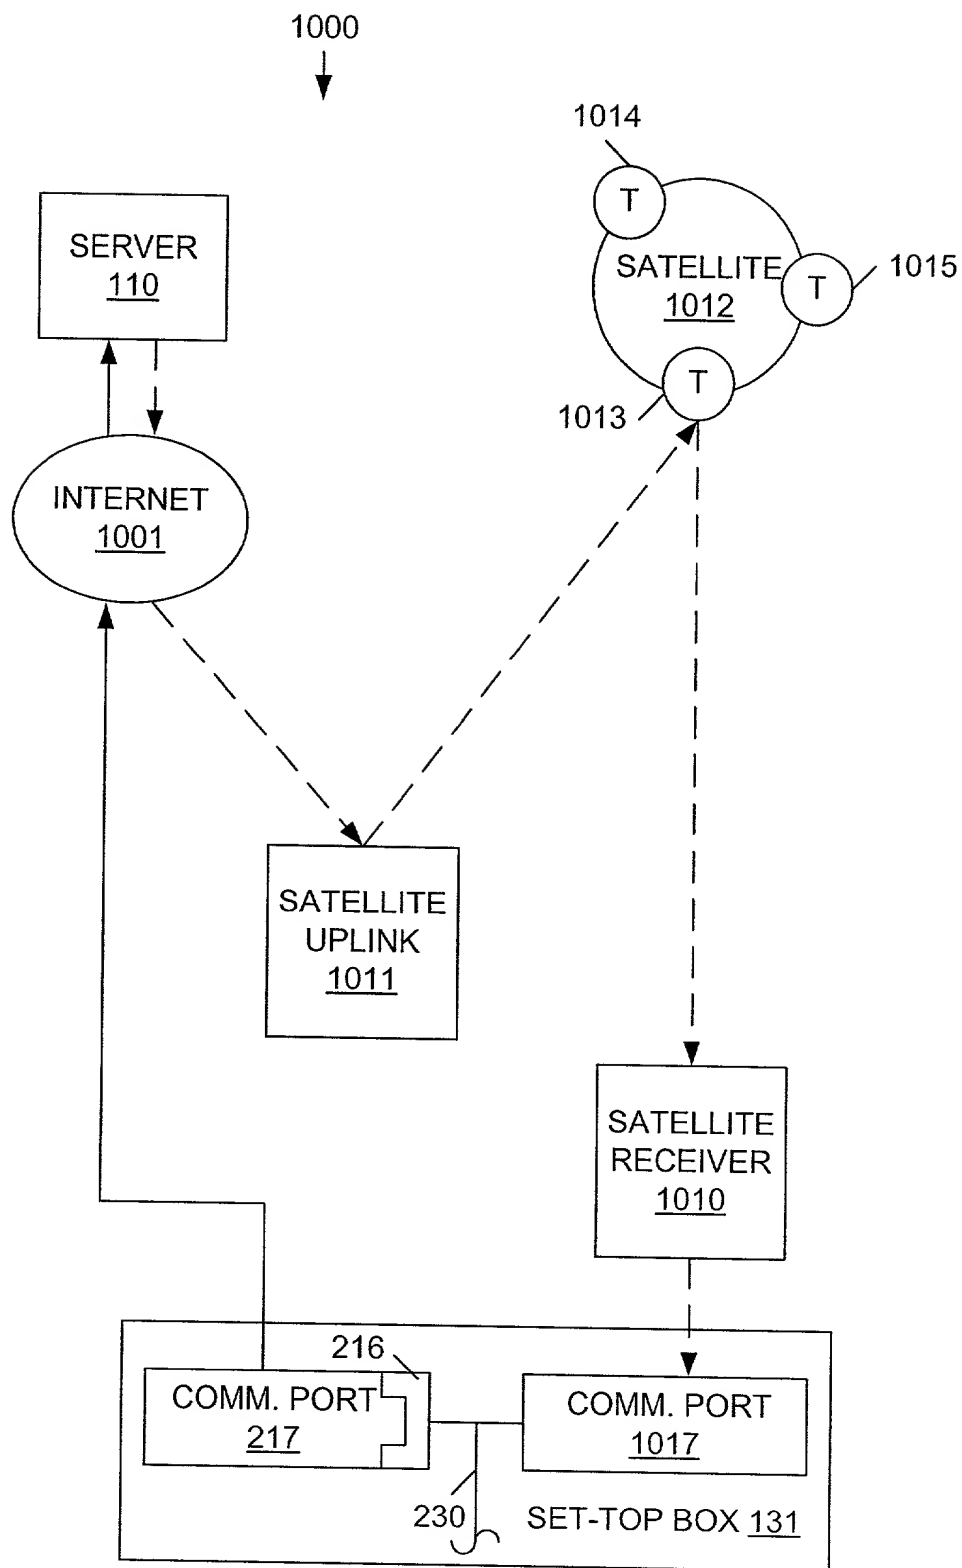 1000
1014
T
SERVER
110
SATELLITE
1012
T
1015
T
1013
INTERNET
1001
SATELLITE
UPLINK
1011
SATELLITE
RECEIVER
1010
216
COMM. PORT
217
COMM. PORT
1017
230
SET-TOP BOX 131